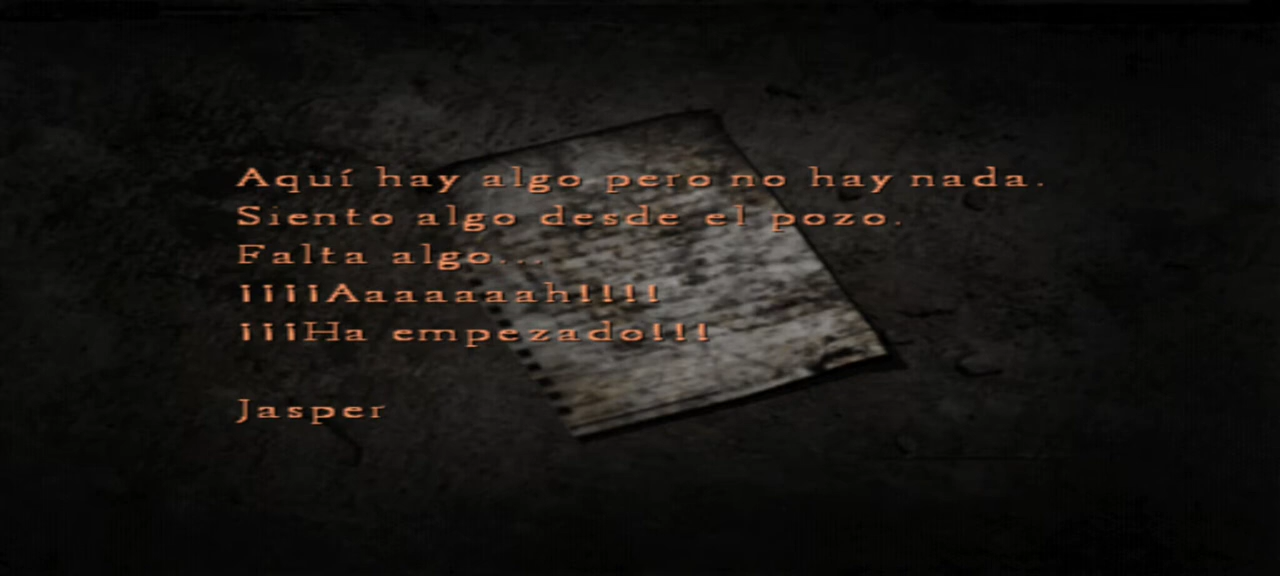 Aquí hay algo pero no hay nada.
Siento algo desde el pozo.
Falta algo...
¡¡¡¡Aaaaaaah!!!!
¡¡¡Ha empezado!!!
Jasper